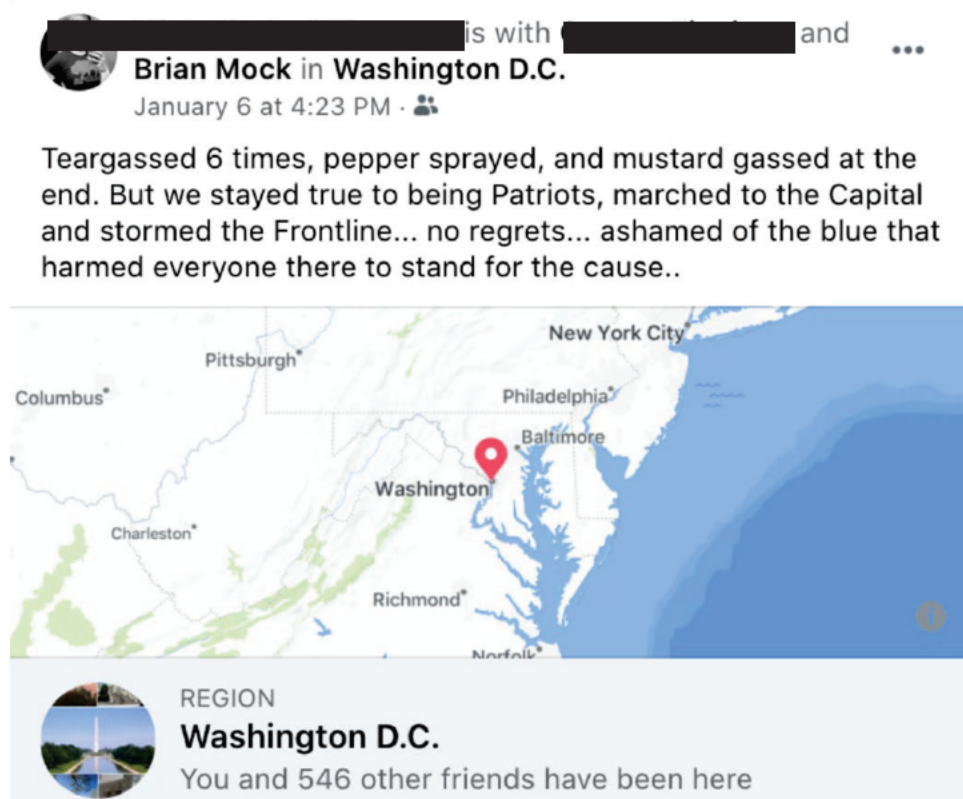 is with and
Brian Mock in Washington D.C.
January 6 at 4:23 PM ·
Teargassed 6 times, pepper sprayed, and mustard gassed at the
end. But we stayed true to being Patriots, marched to the Capital
and stormed the Frontline... no regrets... ashamed of the blue that
harmed everyone there to stand for the cause..
New York City
Pittsburgh
Columbus
Philadelphia
Baltimore
Washington
Charleston
Richmond
Norfolk
REGION
Washington D.C.
You and 546 other friends have been here